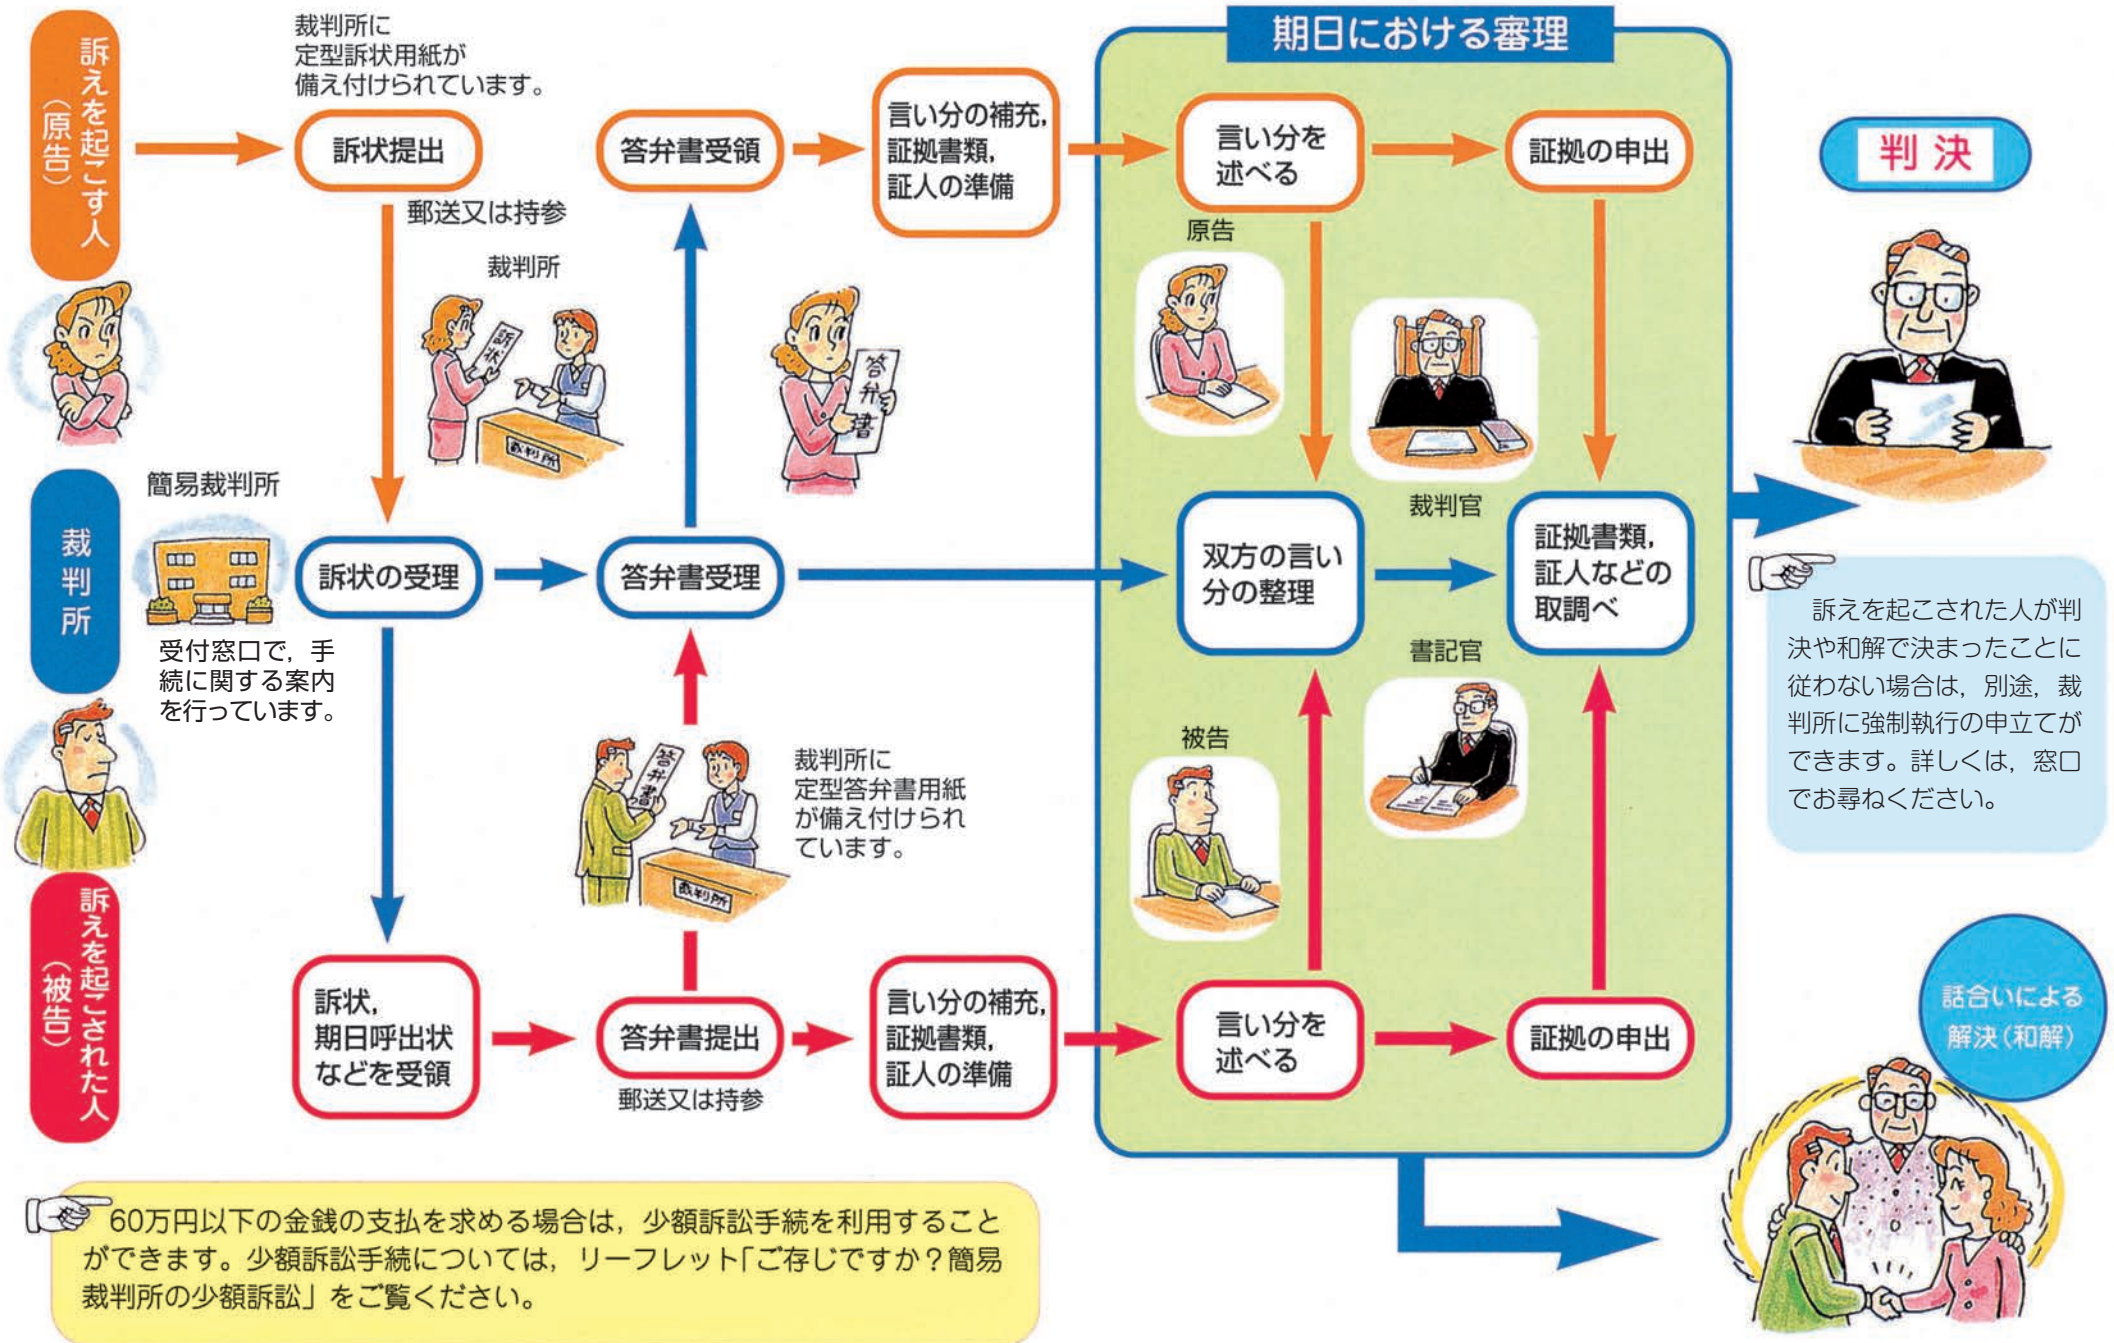 訴えを起こす人
（原告）
裁判所に
定型訴状用紙が
備え付けられています。
訴状提出
郵送又は持参
裁判所
訴状
裁判所
答弁書受領
答弁書
言い分の補充，
証拠書類，
証人の準備
期日における審理
言い分を
述べる
証拠の申出
原告
裁判官
判決
裁判所
簡易裁判所
受付窓口で，手
続に関する案内
を行っています。
訴状の受理
答弁書受理
双方の言い
分の整理
証拠書類，
証人などの
取調べ
書記官
被告
訴えを起こされた人が判
決や和解で決まったことに
従わない場合は，別途，裁
判所に強制執行の申立てが
できます。詳しくは，窓口
でお尋ねください。
答弁書
裁判所
裁判所に
定型答弁書用紙
が備え付けられ
ています。
訴えを起こされた人
（被告）
訴状，
期日呼出状
などを受領
答弁書提出
郵送又は持参
言い分の補充，
証拠書類，
証人の準備
言い分を
述べる
証拠の申出
話合いによる
解決（和解）
60万円以下の金銭の支払を求める場合は，少額訴訟手続を利用すること
ができます。少額訴訟手続については，リーフレット「ご存じですか？簡易
裁判所の少額訴訟」をご覧ください。